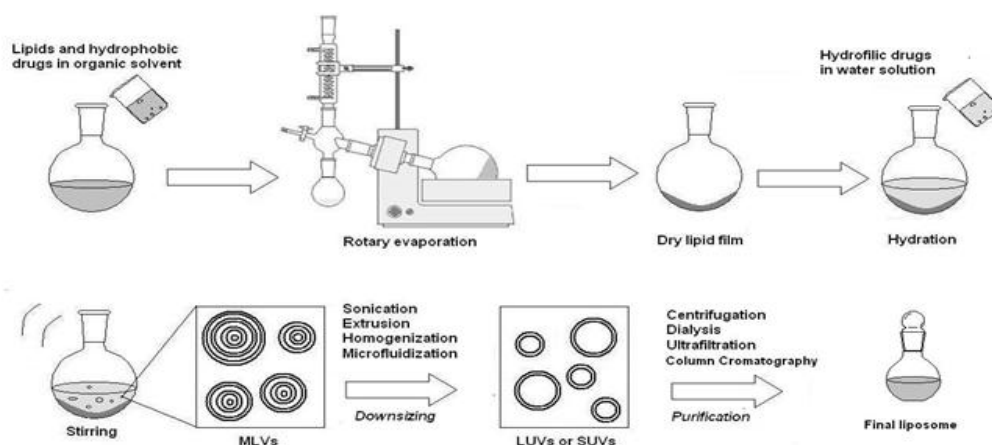 Lipids and hydrophobic
drugs in organic solvent
Hydrofilic drugs
in water solution
Rotary evaporation
Dry lipid film
Hydration
Sonication
Extrusion
Homogenization
Microfluidization
Centrifugation
Dialysis
Ultrafiltration
Column Cromatography
Downsizing
Purification
Stirring
MLVs
LUVs or SUVs
Final liposome